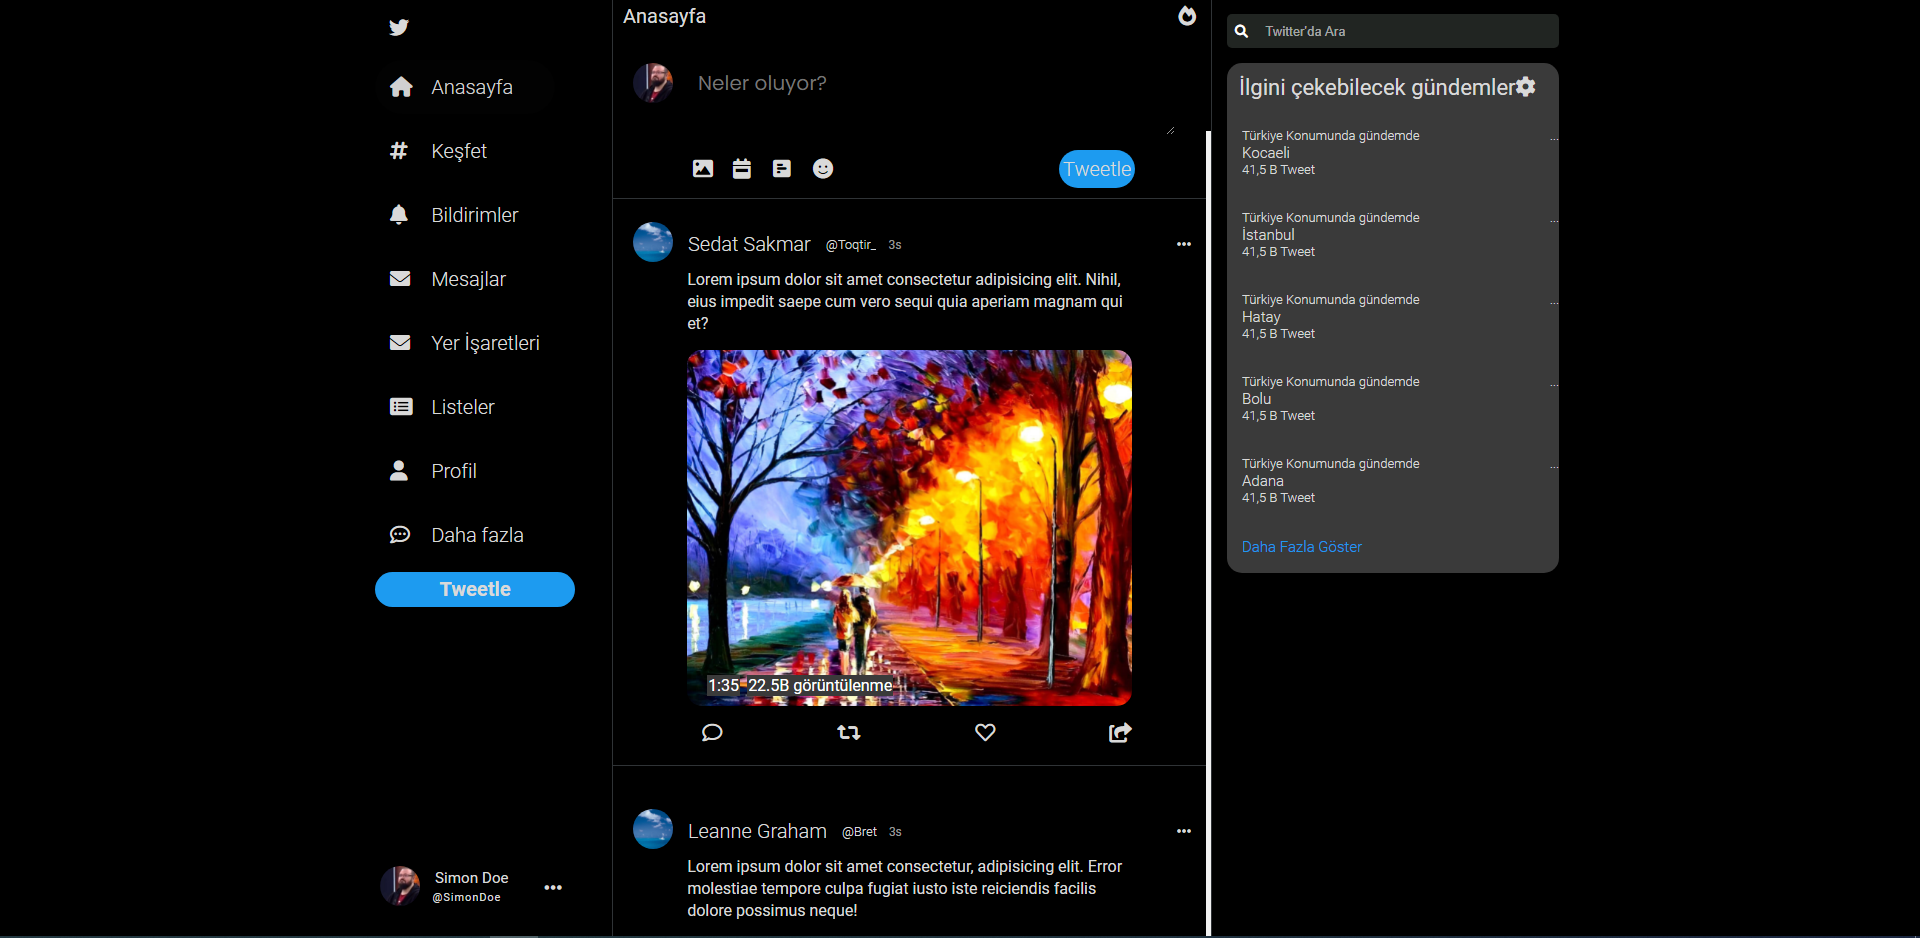 Anasayfa
Keşfet
Bildirimler
Mesajlar
Yer İşaretleri
Listeler
Profil
Daha fazla
Tweetle
Simon Doe
@SimonDoe
Anasayfa
Neler oluyor?
Tweetle
Sedat Sakmar @Toqtir_ 3s
Lorem ipsum dolor sit amet consectetur adipisicing elit. Nihil,
eius impedit saepe cum vero sequi quia aperiam magnam qui
et?
1:35 22.5B görüntülenme
Leanne Graham @Bret 3s
Lorem ipsum dolor sit amet consectetur, adipisicing elit. Error
molestiae tempore culpa fugiat iusto iste reiciendis facilis
dolore possimus neque!
Twitter'da Ara
İlgini çekebilecek gündemler
Türkiye Konumunda gündemde ...
Kocaeli
41,5 B Tweet
Türkiye Konumunda gündemde ...
İstanbul
41,5 B Tweet
Türkiye Konumunda gündemde ...
Hatay
41,5 B Tweet
Türkiye Konumunda gündemde ...
Bolu
41,5 B Tweet
Türkiye Konumunda gündemde ...
Adana
41,5 B Tweet
Daha Fazla Göster